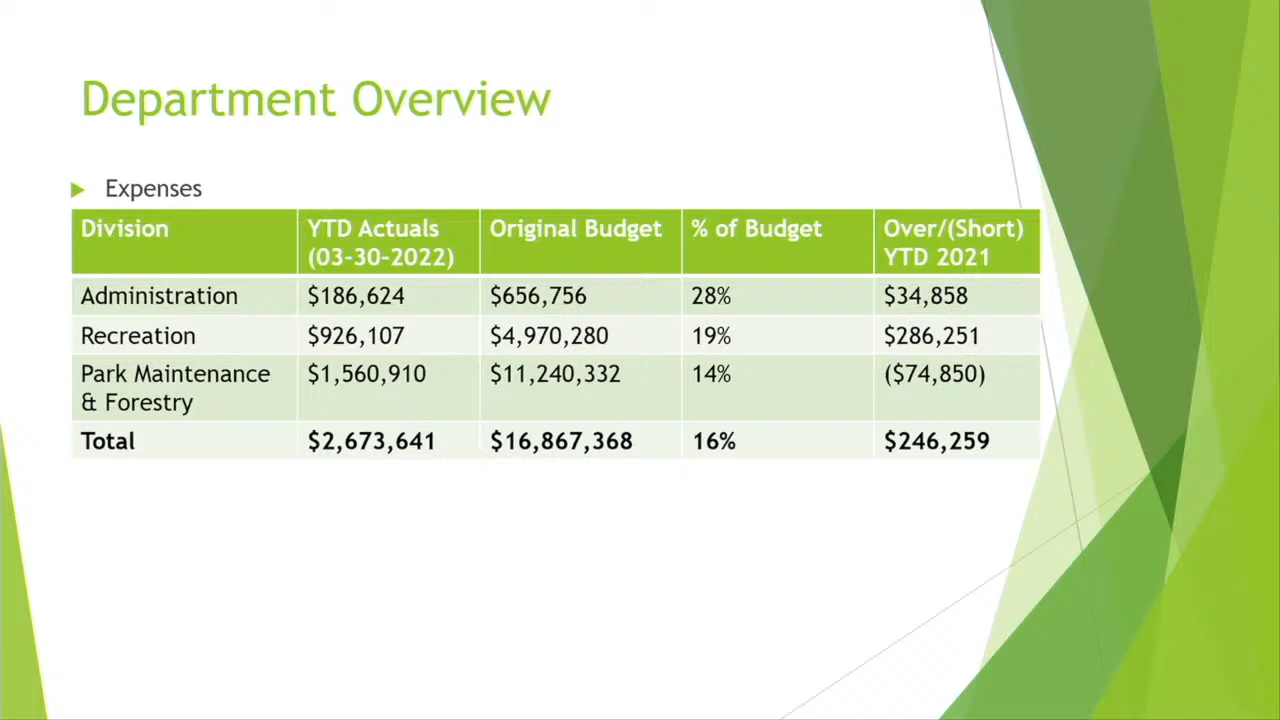 Department Overview
Expenses
Division YTD Actuals (03-30-2022) Original Budget % of Budget Over/(Short) YTD 2021
Administration $186,624 $656,756 28% $34,858
Recreation $926,107 $4,970,280 19% $286,251
Park Maintenance & Forestry $1,560,910 $11,240,332 14% ($74,850)
Total $2,673,641 $16,867,368 16% $246,259